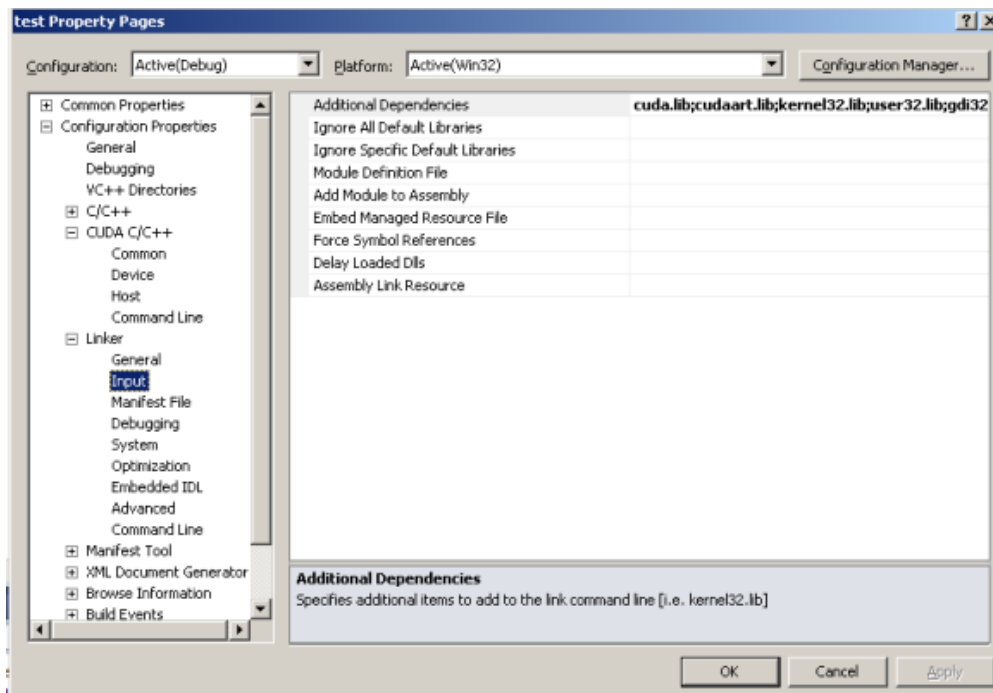 test Property Pages
Configuration: Active(Debug) Platform: Active(Win32) Configuration Manager...
Common Properties
Configuration Properties
General
Debugging
VC++ Directories
C/C++
CUDA C/C++
Common
Device
Host
Command Line
Linker
General
Input
Manifest File
Debugging
System
Optimization
Embedded IDL
Advanced
Command Line
Manifest Tool
XML Document Generator
Browse Information
Build Events
Additional Dependencies cuda.lib;cudaart.lib;kernel32.lib;user32.lib;gdi32
Ignore All Default Libraries
Ignore Specific Default Libraries
Module Definition File
Add Module to Assembly
Embed Managed Resource File
Force Symbol References
Delay Loaded Dlls
Assembly Link Resource
Additional Dependencies
Specifies additional items to add to the link command line [i.e. kernel32.lib]
OK Cancel Apply